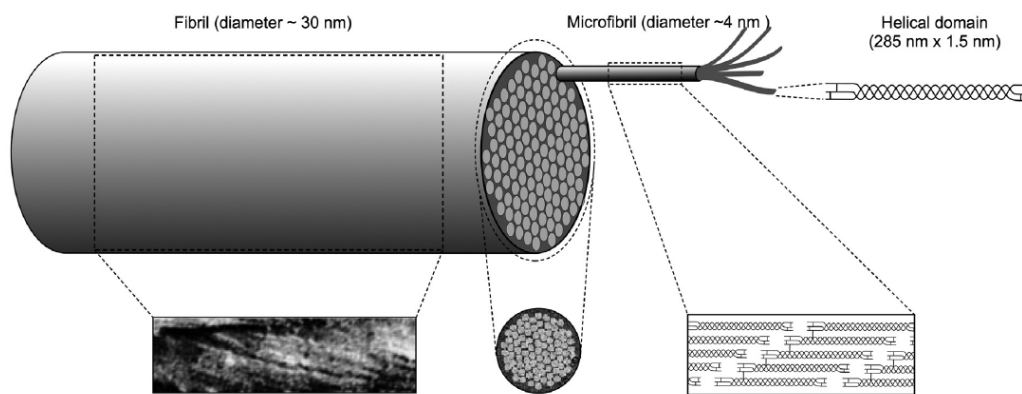 Fibril (diameter ~ 30 nm)
Microfibril (diameter ~4 nm )
Helical domain
(285 nm x 1.5 nm)